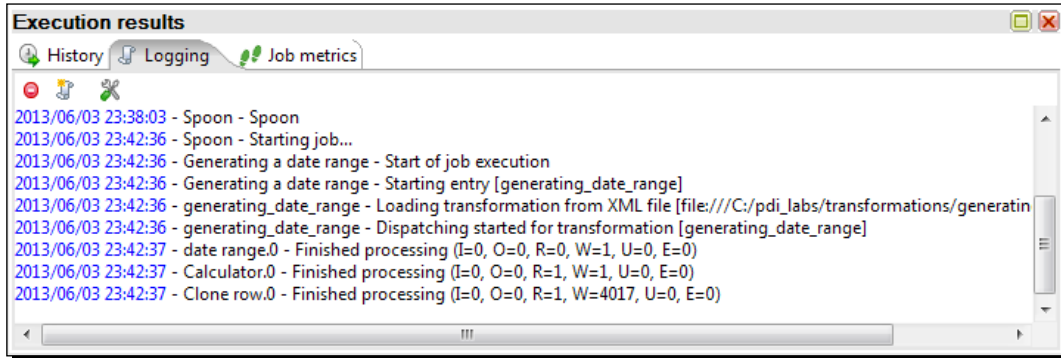 Execution results
History Logging Job metrics
2013/06/03 23:38:03 - Spoon - Spoon
2013/06/03 23:42:36 - Spoon - Starting job...
2013/06/03 23:42:36 - Generating a date range - Start of job execution
2013/06/03 23:42:36 - Generating a date range - Starting entry [generating_date_range]
2013/06/03 23:42:36 - generating_date_range - Loading transformation from XML file [file:///C:/pdi_labs/transformations/generatin
2013/06/03 23:42:36 - generating_date_range - Dispatching started for transformation [generating_date_range]
2013/06/03 23:42:37 - date range.0 - Finished processing (I=0, O=0, R=0, W=1, U=0, E=0)
2013/06/03 23:42:37 - Calculator.0 - Finished processing (I=0, O=0, R=1, W=1, U=0, E=0)
2013/06/03 23:42:37 - Clone row.0 - Finished processing (I=0, O=0, R=1, W=4017, U=0, E=0)